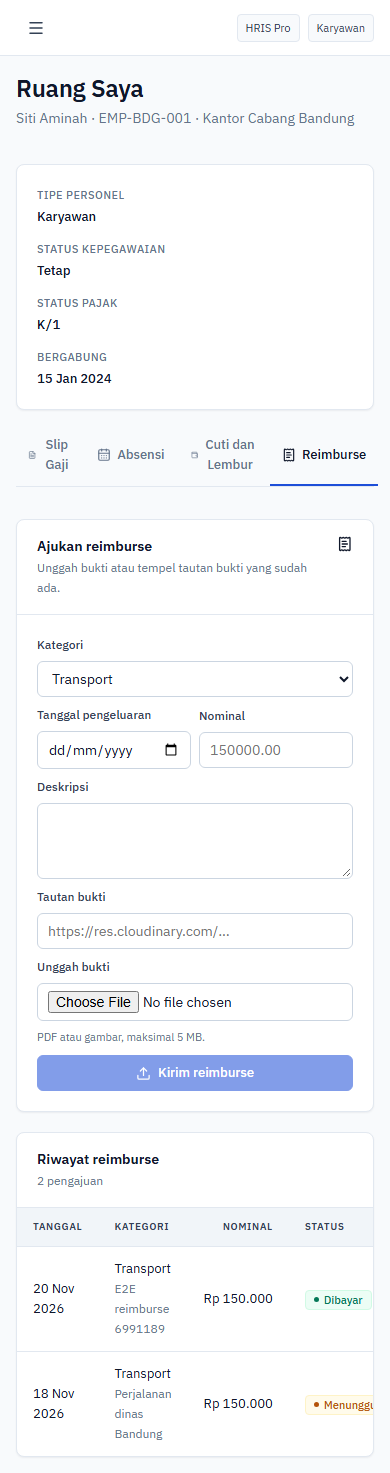 HRIS Pro
Karyawan
Ruang Saya
Siti Aminah · EMP-BDG-001 · Kantor Cabang Bandung
TIPE PERSONEL
Karyawan
STATUS KEPEGAWAIAN
Tetap
STATUS PAJAK
K/1
BERGABUNG
15 Jan 2024
Slip
Gaji
Absensi
Cuti dan
Lembur
Reimburse
Ajukan reimburse
Unggah bukti atau tempel tautan bukti yang sudah
ada.
Kategori
Transport
Tanggal pengeluaran
Nominal
dd/mm/yyyy
150000.00
Deskripsi
Tautan bukti
https://res.cloudinary.com/...
Unggah bukti
Choose File No file chosen
PDF atau gambar, maksimal 5 MB.
Kirim reimburse
Riwayat reimburse
2 pengajuan
TANGGAL KATEGORI NOMINAL STATUS
20 Nov
2026
Transport
E2E
reimburse
6991189
Rp 150.000
Dibayar
18 Nov
2026
Transport
Perjalanan
dinas
Bandung
Rp 150.000
Menunggu